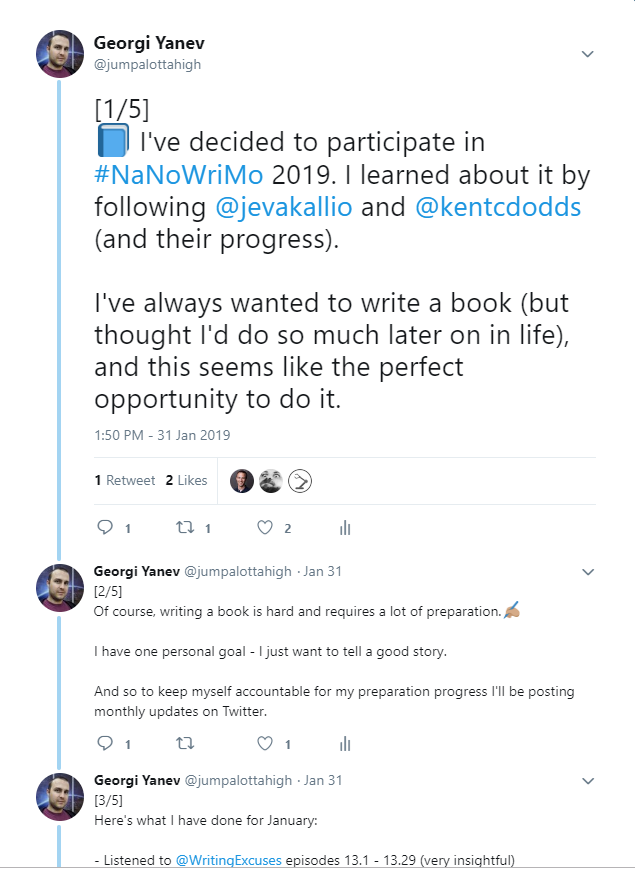 Georgi Yanev
@jumpalottahigh
[1/5]
📘 I've decided to participate in
#NaNoWriMo 2019. I learned about it by
following @jevakallio and @kentcdodds
(and their progress).
I've always wanted to write a book (but
thought I'd do so much later on in life),
and this seems like the perfect
opportunity to do it.
1:50 PM - 31 Jan 2019
1 Retweet 2 Likes
1 1 2
Georgi Yanev @jumpalottahigh · Jan 31
[2/5]
Of course, writing a book is hard and requires a lot of preparation. ✍🏼
I have one personal goal - I just want to tell a good story.
And so to keep myself accountable for my preparation progress I'll be posting
monthly updates on Twitter.
1 1
Georgi Yanev @jumpalottahigh · Jan 31
[3/5]
Here's what I have done for January:
- Listened to @WritingExcuses episodes 13.1 - 13.29 (very insightful)